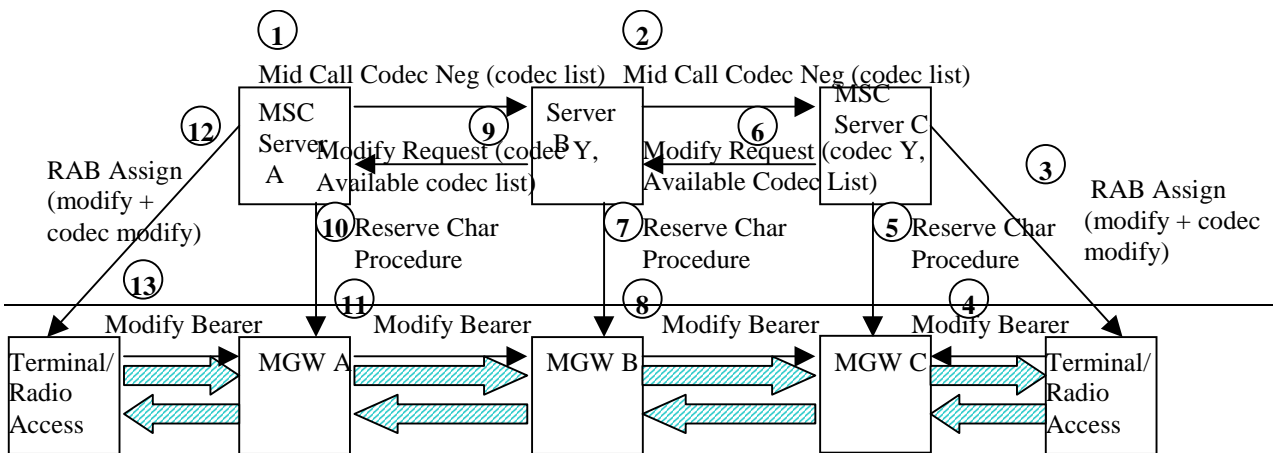 1
2
Mid Call Codec Neg (codec list)
Mid Call Codec Neg (codec list)
12
MSC
Server
A
9
Server
B
6
MSC
Server C
Modify Request (codec Y,
Available codec list)
Modify Request (codec Y,
Available Codec List)
3
RAB Assign
(modify +
codec modify)
RAB Assign
(modify + codec
modify)
10
Reserve Char
Procedure
7
Reserve Char
Procedure
5
Reserve Char
Procedure
13
11
8
4
Modify Bearer
Modify Bearer
Modify Bearer
Modify Bearer
Terminal/
Radio
Access
MGW A
MGW B
MGW C
Terminal/
Radio
Access